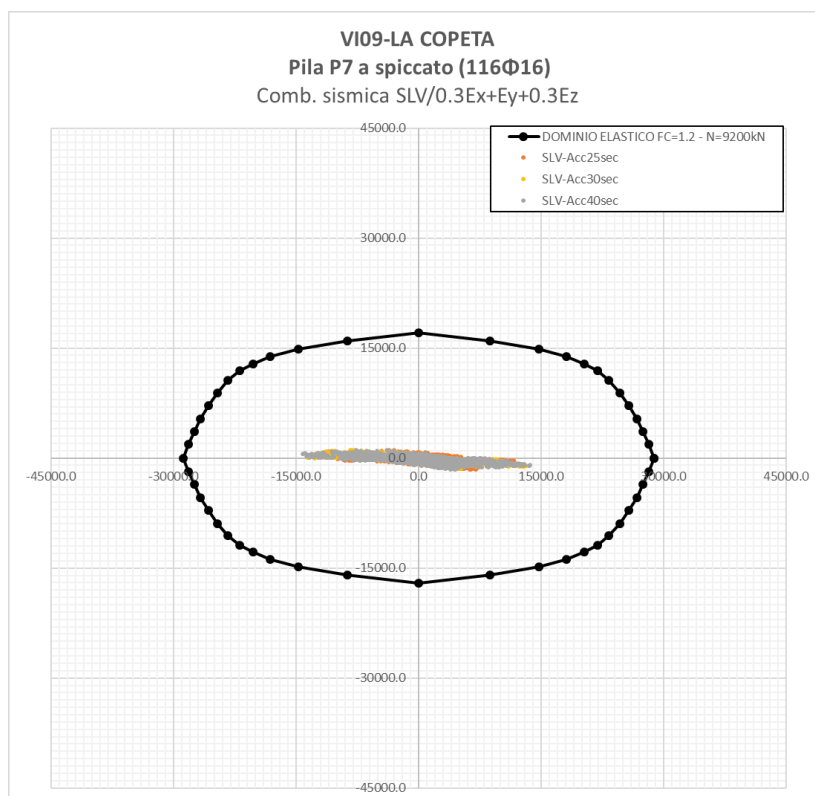 VI09-LA COPETA
Pila P7 a spiccato (116Φ16)
Comb. sismica SLV/0.3Ex+Ey+0.3Ez
45000.0
DOMINIO ELASTICO FC=1.2 - N=9200kN
SLV-Acc25sec
SLV-Acc30sec
SLV-Acc40sec
30000.0
15000.0
0.0
-45000.0 -30000.0 -15000.0 0.0 15000.0 30000.0 45000.0
-15000.0
-30000.0
-45000.0